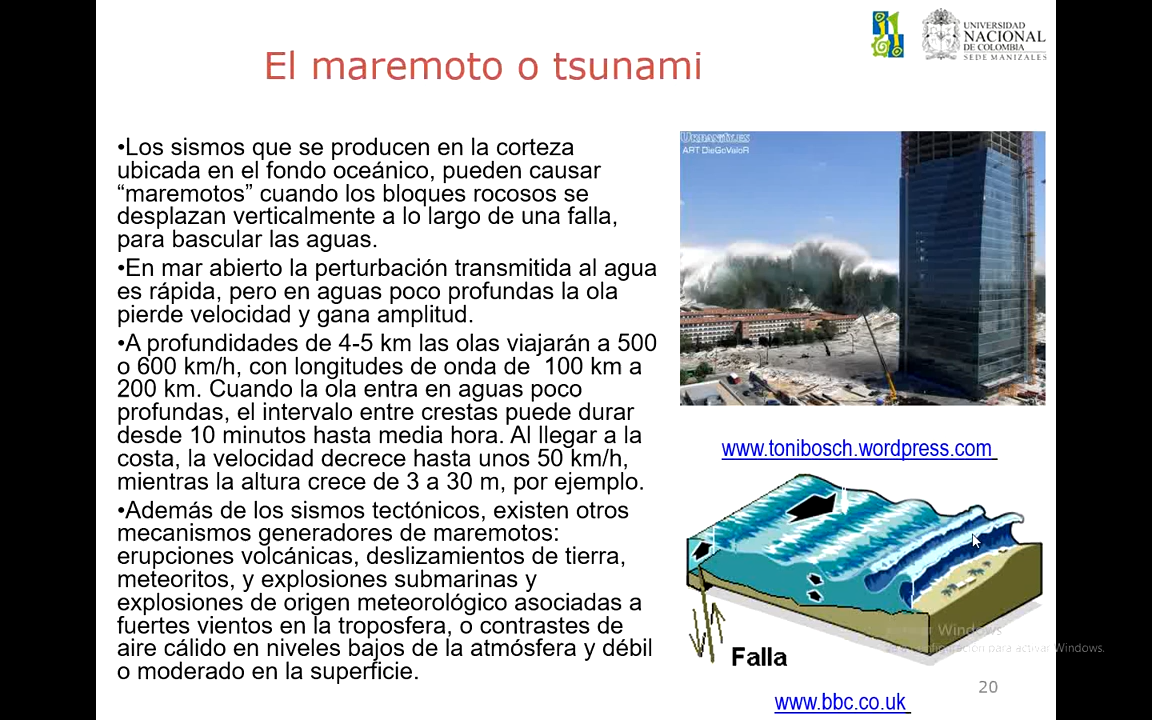 UNIVERSIDAD
NACIONAL
DE COLOMBIA
SEDE MANIZALES
El maremoto o tsunami
•Los sismos que se producen en la corteza
ubicada en el fondo oceánico, pueden causar
“maremotos” cuando los bloques rocosos se
desplazan verticalmente a lo largo de una falla,
para bascular las aguas.
•En mar abierto la perturbación transmitida al agua
es rápida, pero en aguas poco profundas la ola
pierde velocidad y gana amplitud.
•A profundidades de 4-5 km las olas viajarán a 500
o 600 km/h, con longitudes de onda de  100 km a
200 km. Cuando la ola entra en aguas poco
profundas, el intervalo entre crestas puede durar
desde 10 minutos hasta media hora. Al llegar a la
costa, la velocidad decrece hasta unos 50 km/h,
mientras la altura crece de 3 a 30 m, por ejemplo.
•Además de los sismos tectónicos, existen otros
mecanismos generadores de maremotos:
erupciones volcánicas, deslizamientos de tierra,
meteoritos, y explosiones submarinas y
explosiones de origen meteorológico asociadas a
fuertes vientos en la troposfera, o contrastes de
aire cálido en niveles bajos de la atmósfera y débil
o moderado en la superficie.
URBANITY.ES
ART DieGoValoR
www.tonibosch.wordpress.com
Falla
Windows
para activar Windows.
20
www.bbc.co.uk